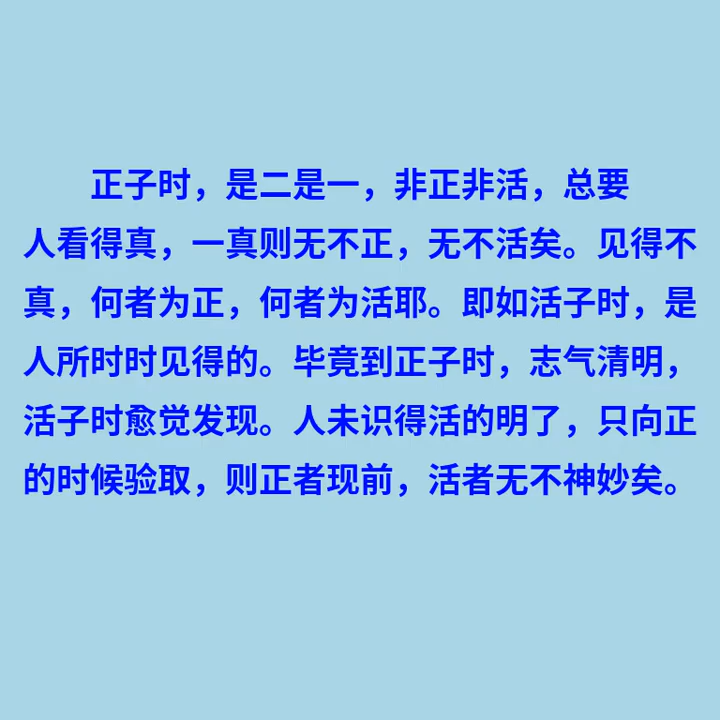 正子时，是二是一，非正非活，总要
人看得真，一真则无不正，无不活矣。见得不
真，何者为正，何者为活耶。即如活子时，是
人所时时见得的。毕竟到正子时，志气清明，
活子时愈觉发现。人未识得活的明了，只向正
的时候验取，则正者现前，活者无不神妙矣。